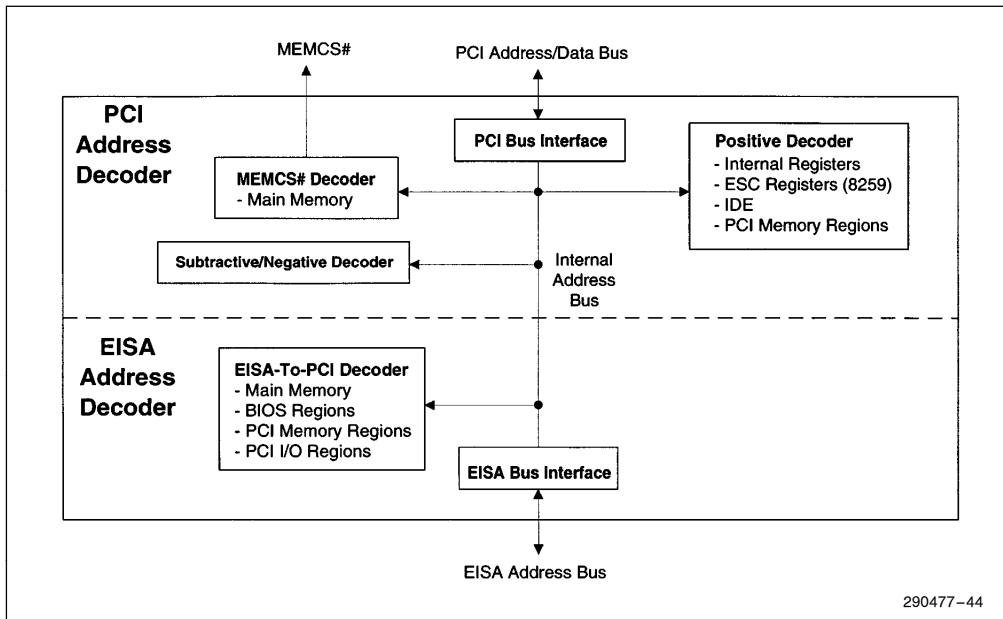 MEMCS#
PCI Address/Data Bus
PCI
Address
Decoder
PCI Bus Interface
Positive Decoder
- Internal Registers
- ESC Registers (8259)
- IDE
- PCI Memory Regions
MEMCS# Decoder
- Main Memory
Subtractive/Negative Decoder
Internal
Address
Bus
EISA
Address
Decoder
EISA-To-PCI Decoder
- Main Memory
- BIOS Regions
- PCI Memory Regions
- PCI I/O Regions
EISA Bus Interface
EISA Address Bus
290477–44